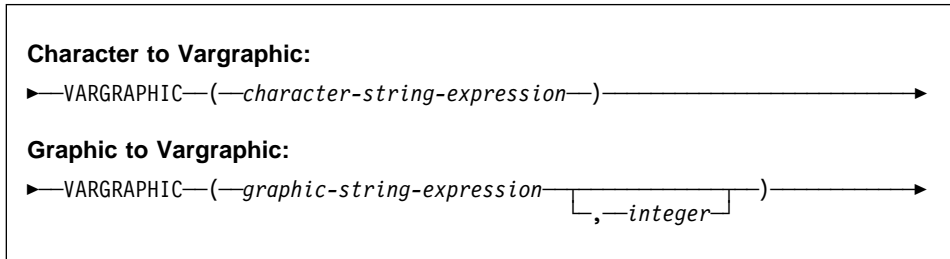 Character to Vargraphic:
VARGRAPHIC ( character-string-expression )
Graphic to Vargraphic:
VARGRAPHIC ( graphic-string-expression )
, integer